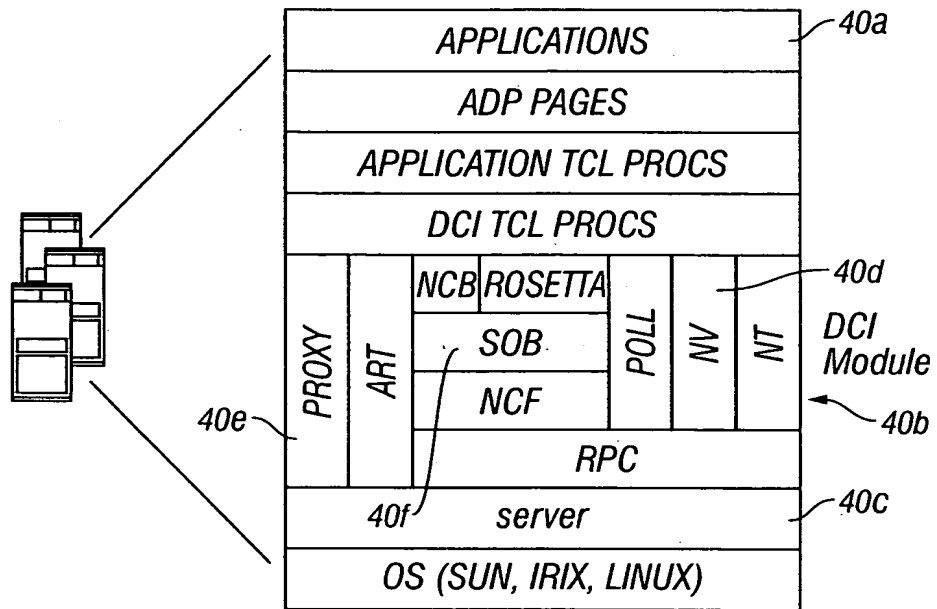 APPLICATIONS
40a
ADP PAGES
APPLICATION TCL PROCS
DCI TCL PROCS
PROXY
ART
NCB
ROSETTA
SOB
NCF
POLL
NV
NT
40d
DCI
Module
40b
40e
RPC
40f
server
40c
OS (SUN, IRIX, LINUX)